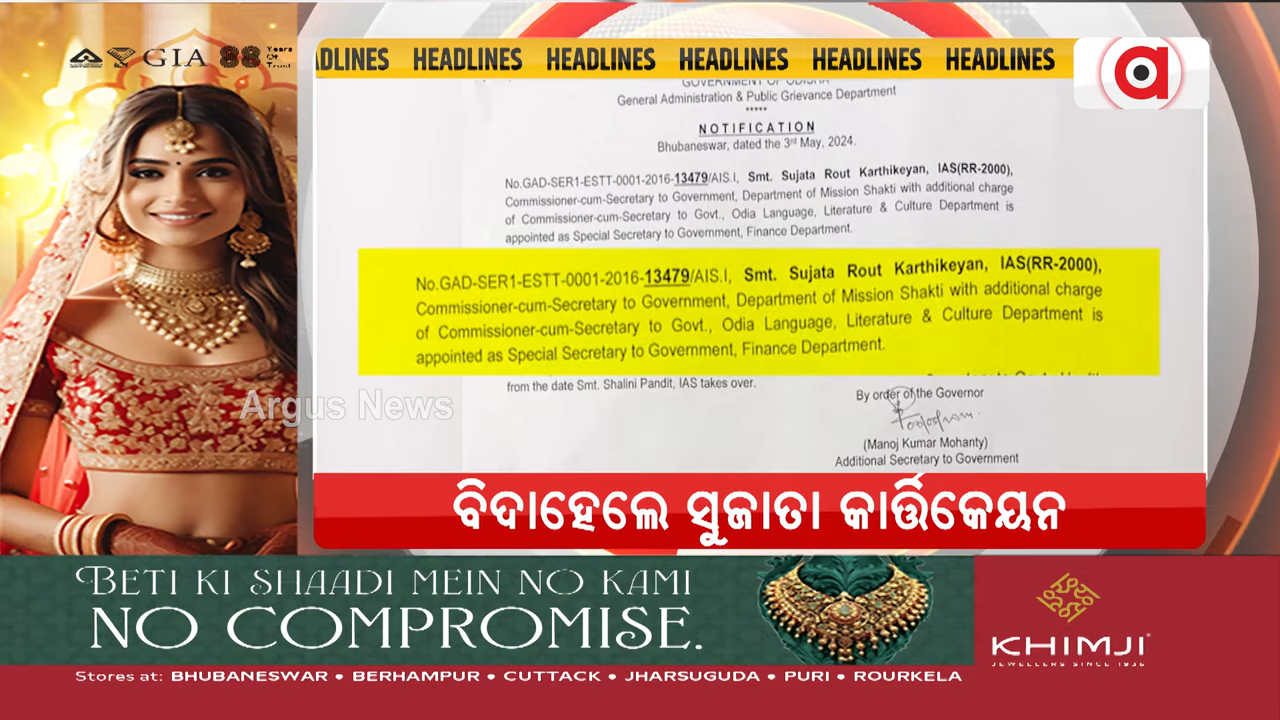 GIA 88 Years Of Trust
HEADLINES HEADLINES HEADLINES HEADLINES HEADLINES
a
GOVERNMENT OF ODISHA
General Administration & Public Grievance Department
*****
NOTIFICATION
Bhubaneswar, dated the 3rd May, 2024.
No.GAD-SER1-ESTT-0001-2016-13479/AIS.I, Smt. Sujata Rout Karthikeyan, IAS(RR-2000),
Commissioner-cum-Secretary to Government, Department of Mission Shakti with additional charge
of Commissioner-cum-Secretary to Govt., Odia Language, Literature & Culture Department is
appointed as Special Secretary to Government, Finance Department.
No.GAD-SER1-ESTT-0001-2016-13479/AIS.I, Smt. Sujata Rout Karthikeyan, IAS(RR-2000),
Commissioner-cum-Secretary to Government, Department of Mission Shakti with additional charge
of Commissioner-cum-Secretary to Govt., Odia Language, Literature & Culture Department is
appointed as Special Secretary to Government, Finance Department.
from the date Smt. Shalini Pandit, IAS takes over.
By order of the Governor
(Manoj Kumar Mohanty)
Additional Secretary to Government
Argus News
ବିଦାହେଲେ ସୁଜାତା କାର୍ତ୍ତିକେୟନ
BETI KI SHAADI MEIN NO KAMI
NO COMPROMISE.
KHIMJI
JEWELLERS SINCE 1936
Stores at: BHUBANESWAR • BERHAMPUR • CUTTACK • JHARSUGUDA • PURI • ROURKELA